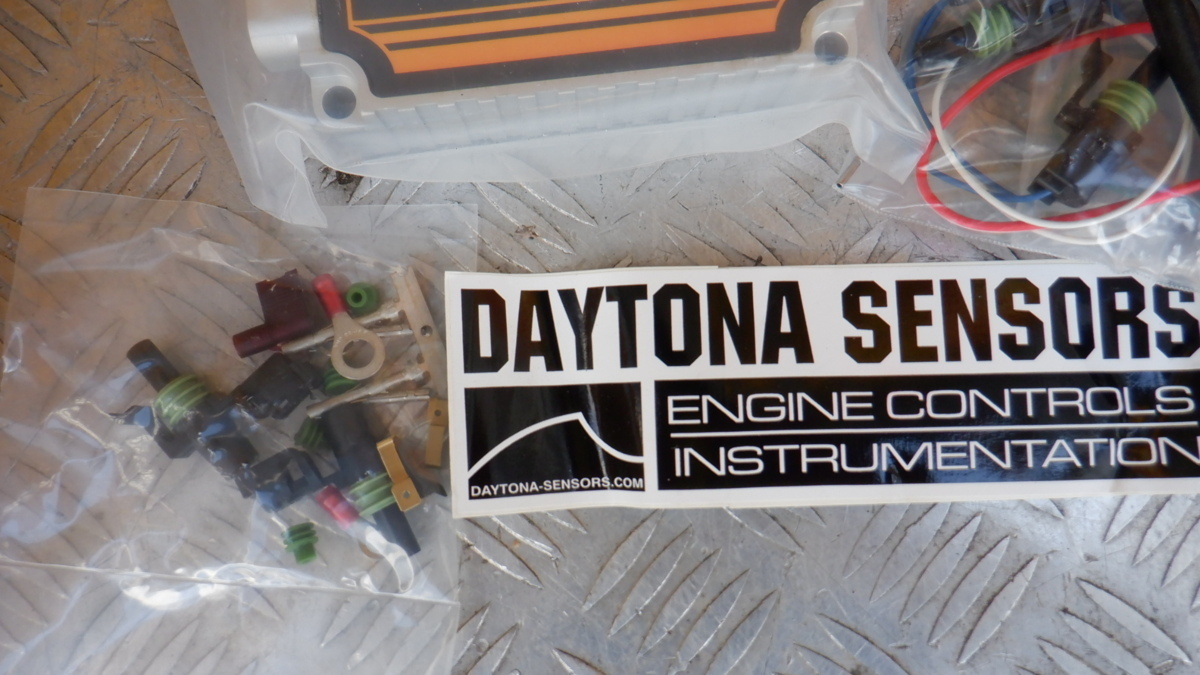 DAYTONA SENSORS
ENGINE CONTROLS
INSTRUMENTATION
DAYTONA-SENSORS.COM